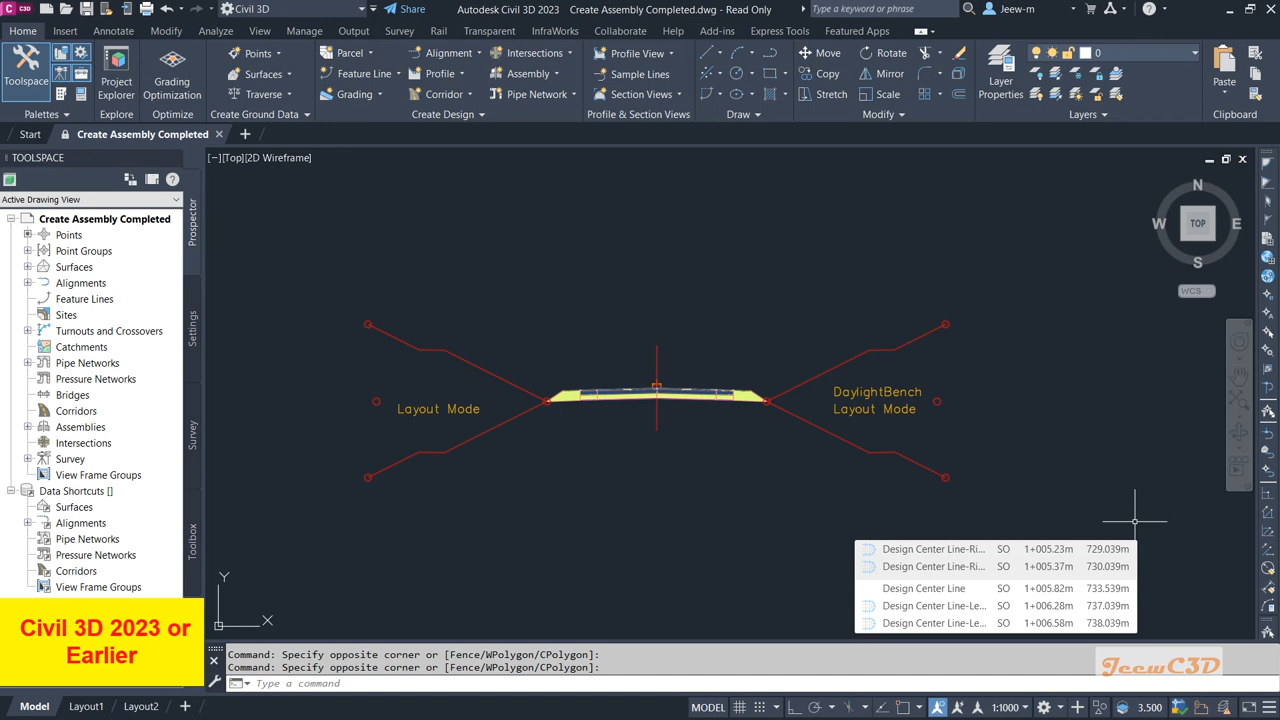 C3D
Civil 3D
Share
Autodesk Civil 3D 2023
Create Assembly Completed.dwg - Read Only
Type a keyword or phrase
Jeew-m
Home
Insert
Annotate
Modify
Analyze
View
Manage
Output
Survey
Rail
Transparent
InfraWorks
Collaborate
Help
Add-ins
Express Tools
Featured Apps
Toolspace
Project
Explorer
Grading
Optimization
Points
Surfaces
Traverse
Parcel
Feature Line
Grading
Alignment
Profile
Corridor
Intersections
Assembly
Pipe Network
Profile View
Sample Lines
Section Views
Move
Copy
Stretch
Rotate
Mirror
Scale
Layer
Properties
0
Paste
Palettes
Explore
Optimize
Create Ground Data
Create Design
Profile & Section Views
Draw
Modify
Layers
Clipboard
Start
Create Assembly Completed
TOOLSPACE
[−][Top][2D Wireframe]
Active Drawing View
Create Assembly Completed
Points
Point Groups
Surfaces
Alignments
Feature Lines
Sites
Turnouts and Crossovers
Catchments
Pipe Networks
Pressure Networks
Bridges
Corridors
Assemblies
Intersections
Survey
View Frame Groups
Data Shortcuts []
Surfaces
Alignments
Pipe Networks
Pressure Networks
Corridors
View Frame Groups
Prospector
Settings
Survey
Toolbox
N
W
TOP
E
S
WCS
Layout Mode
DaylightBench
Layout Mode
Design Center Line-Ri... SO 1+005.23m 729.039m
Design Center Line-Ri... SO 1+005.37m 730.039m
Design Center Line SO 1+005.82m 733.539m
Design Center Line-Le... SO 1+006.28m 737.039m
Design Center Line-Le... SO 1+006.58m 738.039m
Y
X
Civil 3D 2023 or
Earlier
Command: Specify opposite corner or [Fence/WPolygon/CPolygon]:
Command: Specify opposite corner or [Fence/WPolygon/CPolygon]:
Type a command
JeewC3D
Model
Layout1
Layout2
MODEL
1:1000
3.500